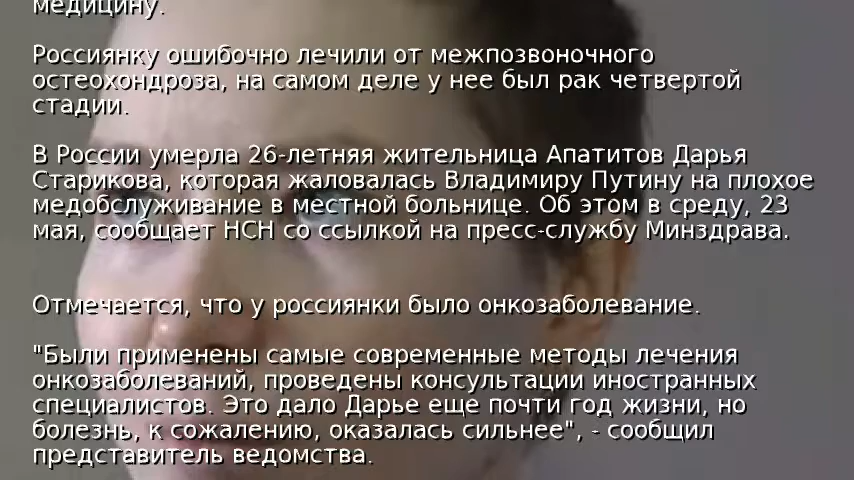 медицину.
Россиянку ошибочно лечили от межпозвоночного
остеохондроза, на самом деле у нее был рак четвертой
стадии.
В России умерла 26-летняя жительница Апатитов Дарья
Старикова, которая жаловалась Владимиру Путину на плохое
медобслуживание в местной больнице. Об этом в среду, 23
мая, сообщает НСН со ссылкой на пресс-службу Минздрава.
Отмечается, что у россиянки было онкозаболевание.
"Были применены самые современные методы лечения
онкозаболеваний, проведены консультации иностранных
специалистов. Это дало Дарье еще почти год жизни, но
болезнь, к сожалению, оказалась сильнее", - сообщил
представитель ведомства.